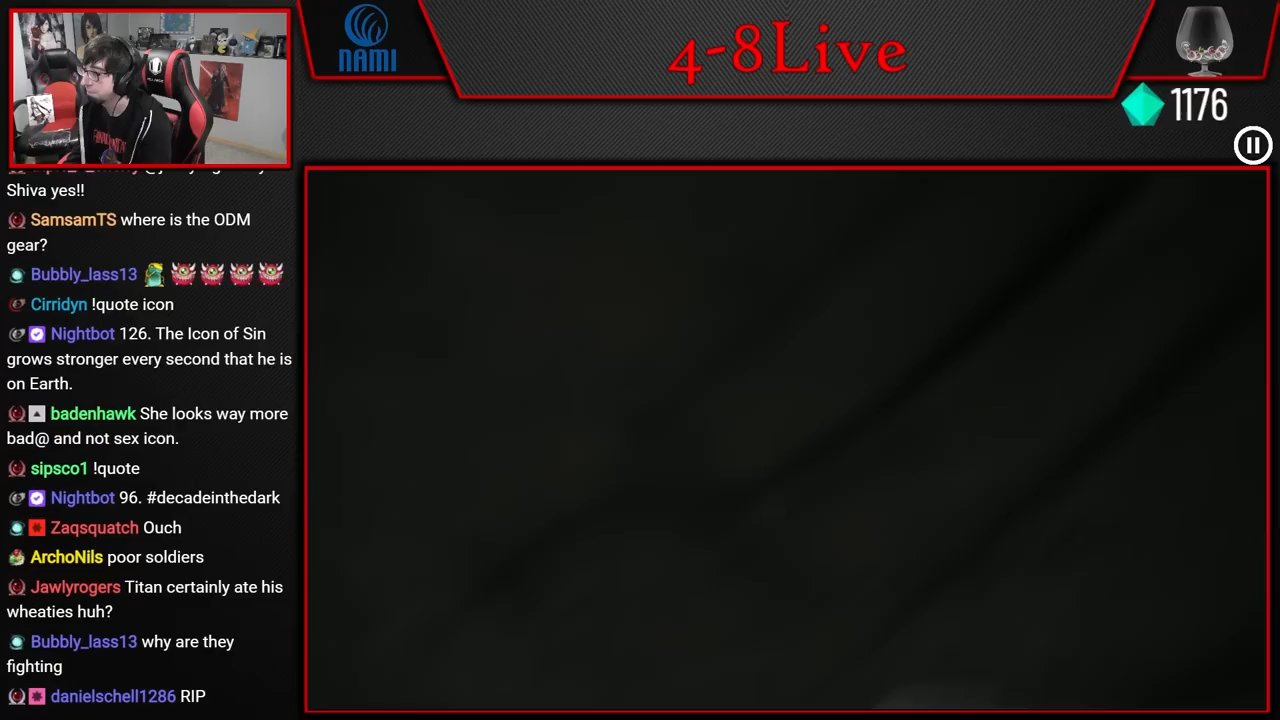 NAMI
4-8Live
1176
Shiva yes!!
SamsamTS where is the ODM
gear?
Bubbly_lass13
Cirridyn !quote icon
Nightbot 126. The Icon of Sin
grows stronger every second that he is
on Earth.
badenhawk She looks way more
bad@ and not sex icon.
sipsco1 !quote
Nightbot 96. #decadeinthedark
Zaqsquatch Ouch
ArchoNils poor soldiers
Jawlyrogers Titan certainly ate his
wheaties huh?
Bubbly_lass13 why are they
fighting
danielschell1286 RIP